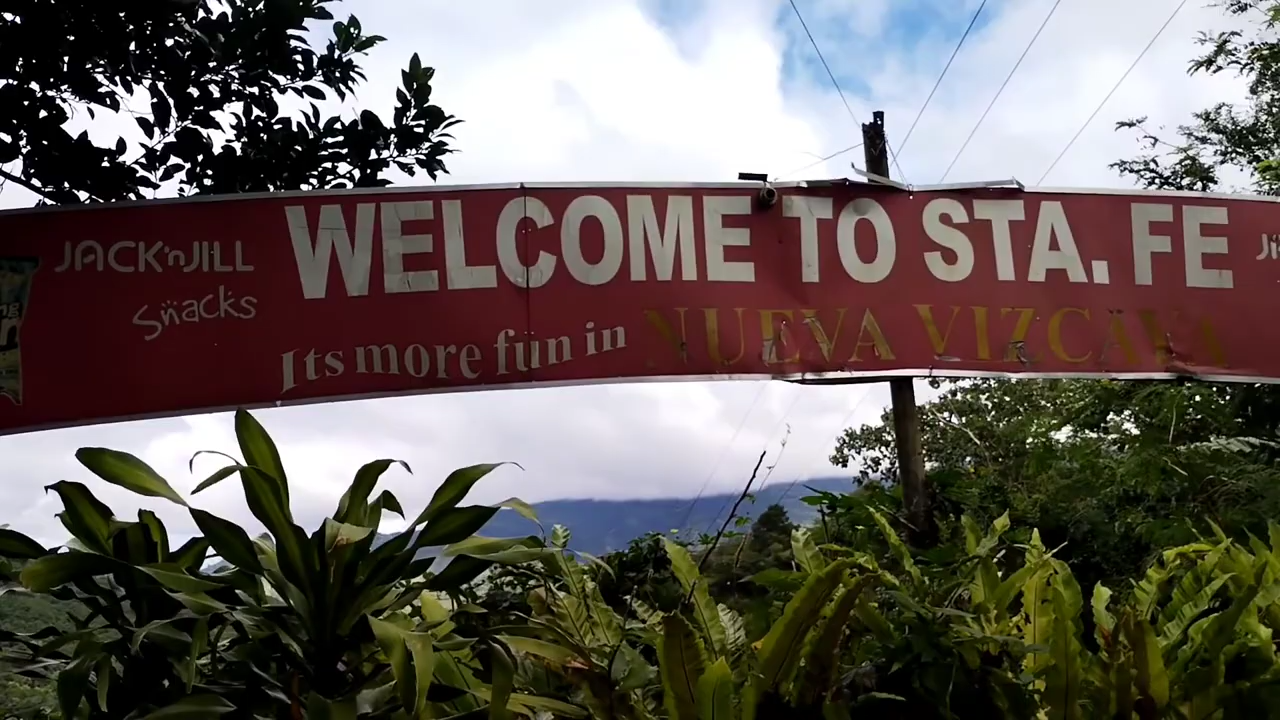 JACK 'n JILL
Snacks
WELCOME TO STA. FE
Its more fun in NUEVA VIZCAYA